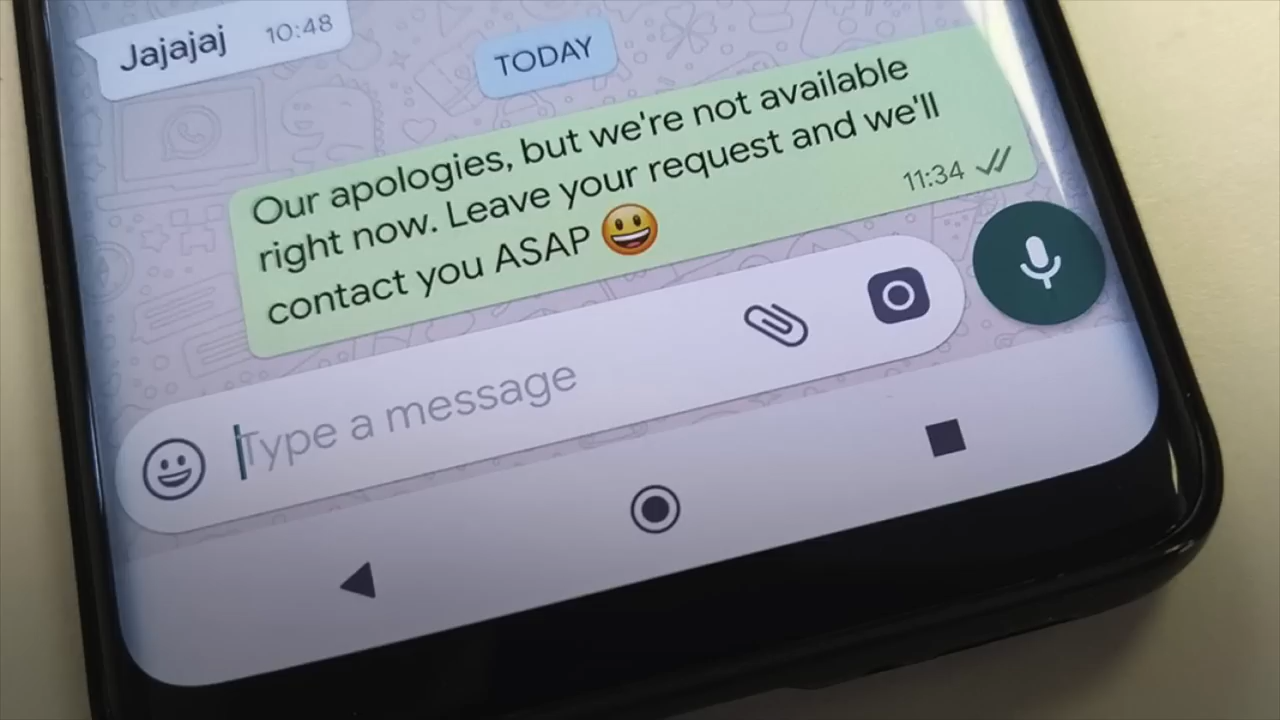 Jajajaj 10:48
TODAY
Our apologies, but we're not available
right now. Leave your request and we'll
contact you ASAP 😃
11:34
Type a message